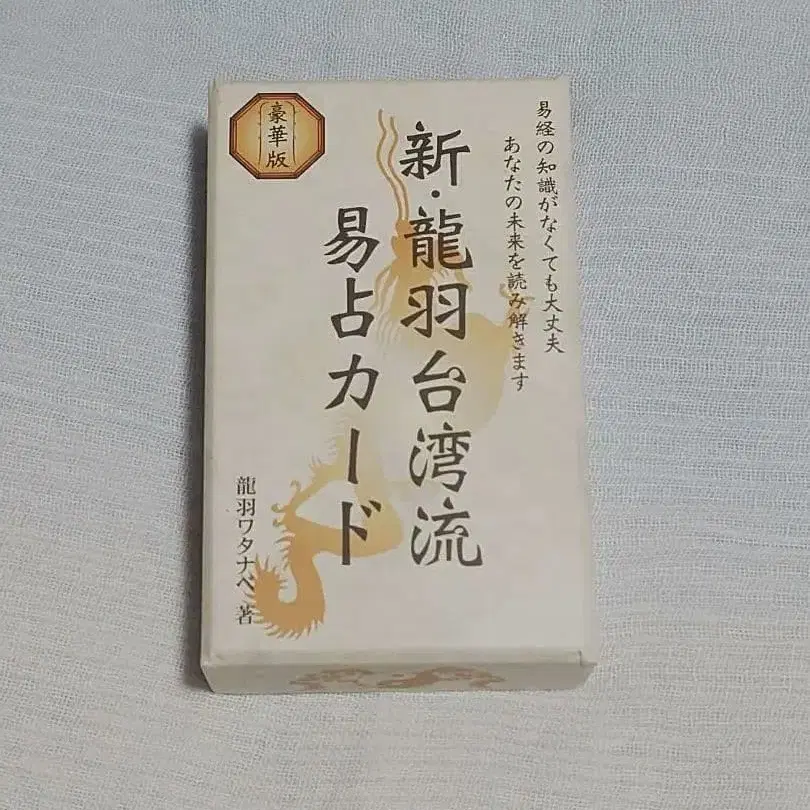 易経の知識がなくても大丈夫
あなたの未来を読み解きます
新・龍羽台湾流
易占カード
豪華版
龍羽ワタナベ 著